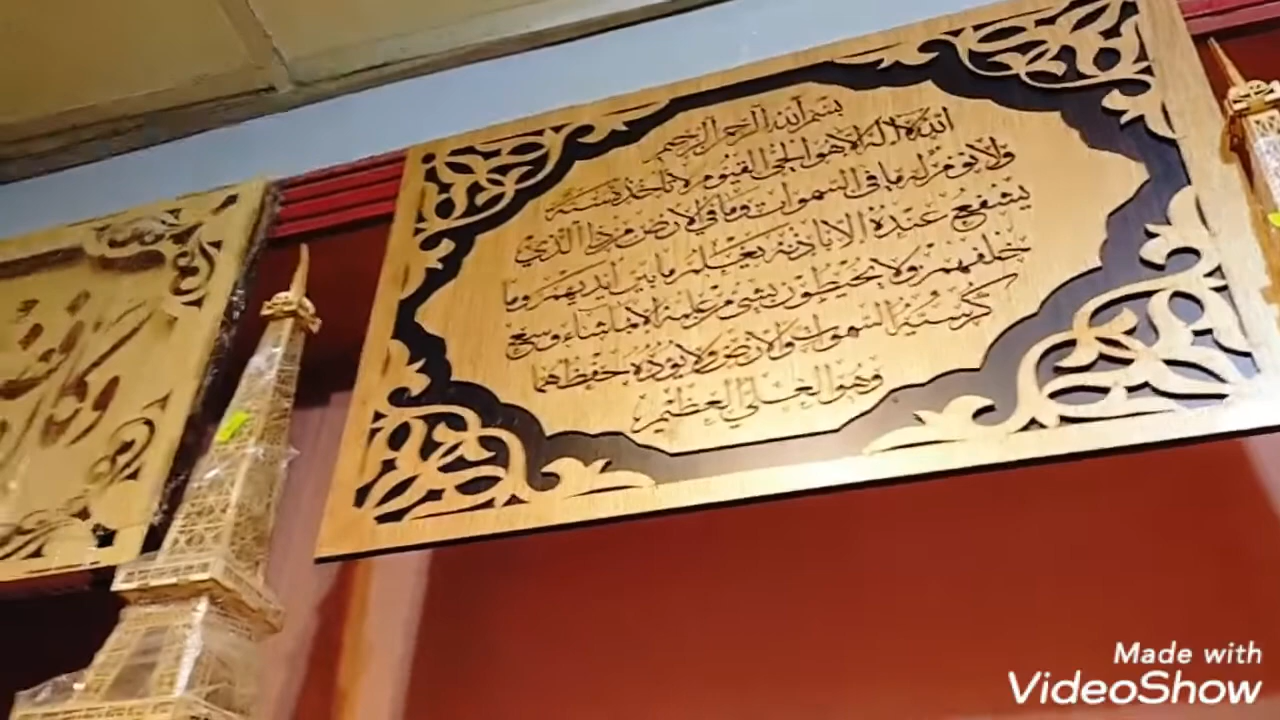 بسم الله الرحمن الرحيم
الله لا اله الا هو الحي القيوم لا تأخذه سنة
ولا نوم له ما في السموات وما في الارض من ذا الذي
يشفع عنده الا باذنه يعلم ما بين ايديهم وما
خلفهم ولا يحيطون بشيء من علمه الا بما شاء وسع
كرسيه السموات والارض ولا يؤده حفظهما
وهو العلي العظيم
وكان
Made with
VideoShow